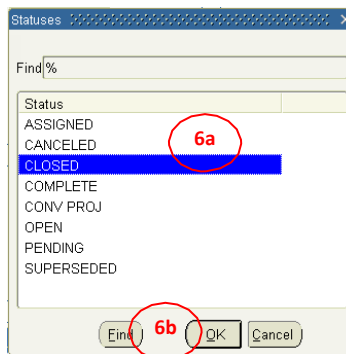 Statuses
Find %
Status
ASSIGNED
6a
CANCELED
CLOSED
COMPLETE
CONV PROJ
OPEN
PENDING
SUPERSEDED
Find 6b OK Cancel